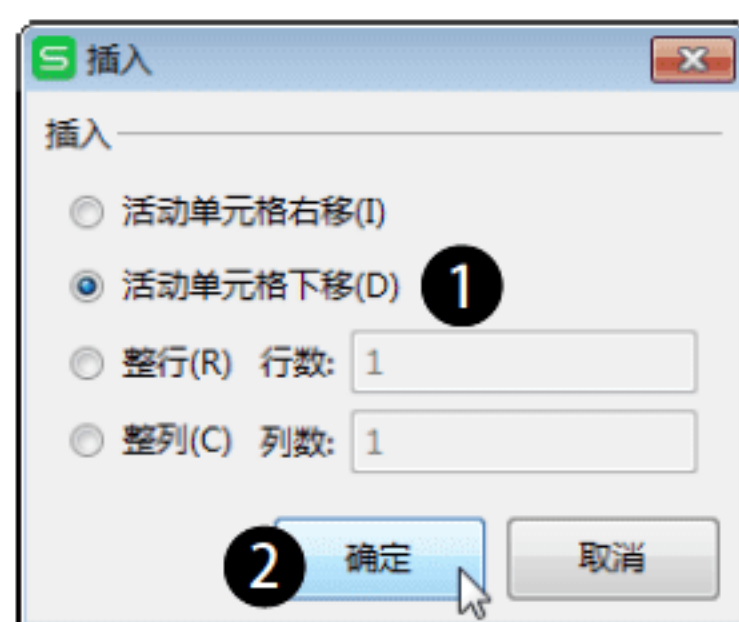 插入
插入
活动单元格右移(I)
活动单元格下移(D) 1
整行(R) 行数: 1
整列(C) 列数: 1
2 确定 取消